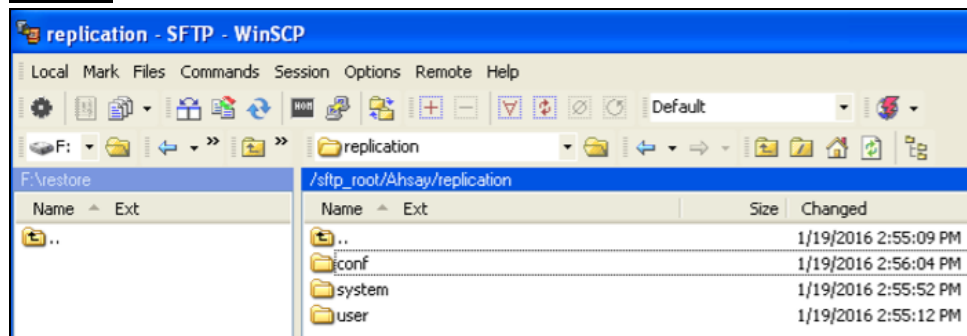 replication - SFTP - WinSCP
Local Mark Files Commands Session Options Remote Help
Default
F: replication
F:\restore /sftp_root/Ahsay/replication
Name Ext Name Ext Size Changed
.. .. 1/19/2016 2:55:09 PM
conf 1/19/2016 2:56:04 PM
system 1/19/2016 2:55:52 PM
user 1/19/2016 2:55:12 PM